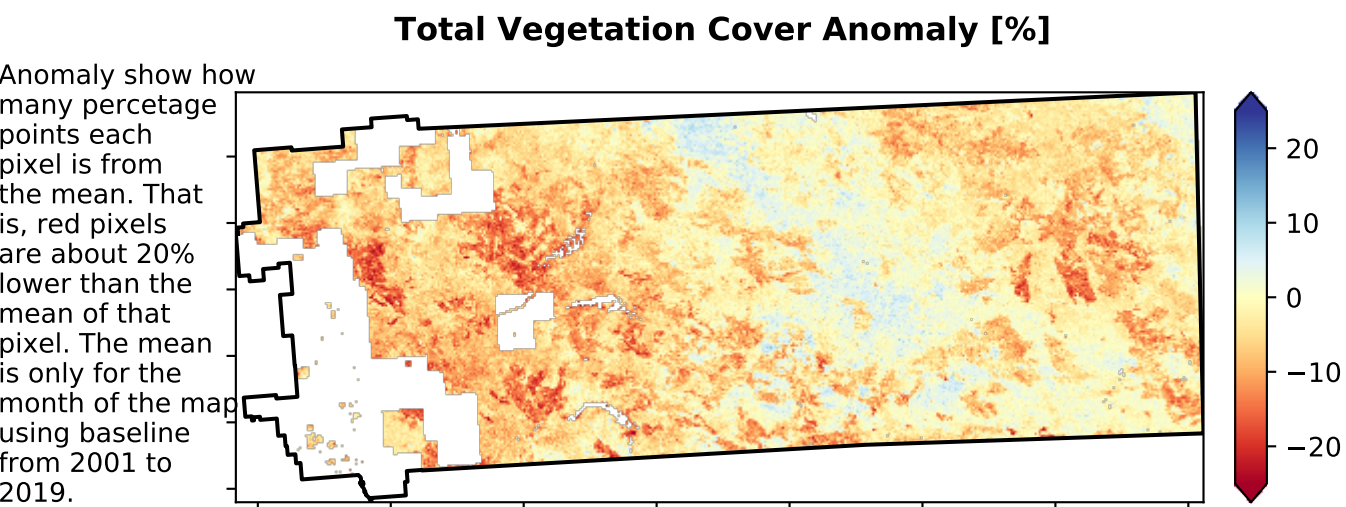 Total Vegetation Cover Anomaly [%]
Anomaly show how
many percetage
points each
pixel is from
the mean. That
is, red pixels
are about 20%
lower than the
mean of that
pixel. The mean
is only for the
month of the map
using baseline
from 2001 to
2019.
20
10
0
−10
−20